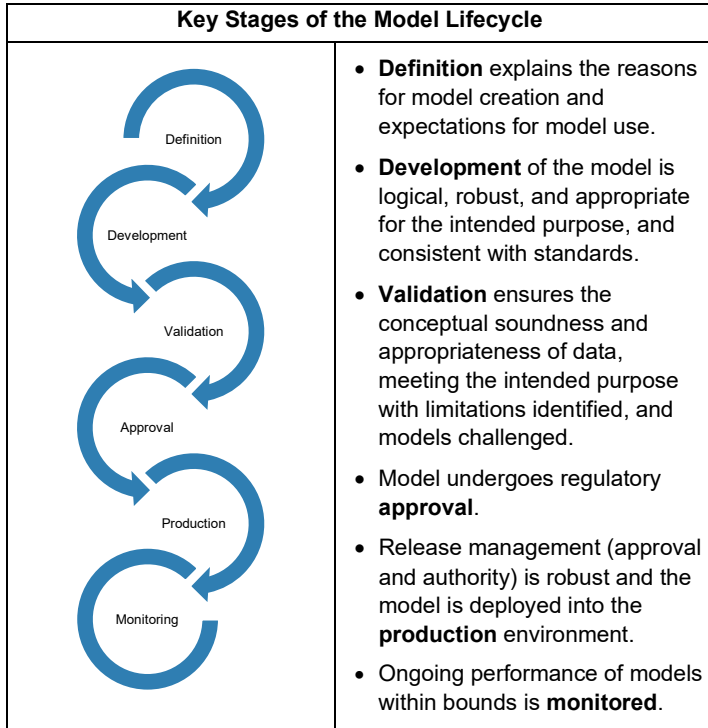 Key Stages of the Model Lifecycle
Definition
Development
Validation
Approval
Production
Monitoring
• Definition explains the reasons
for model creation and
expectations for model use.
• Development of the model is
logical, robust, and appropriate
for the intended purpose, and
consistent with standards.
• Validation ensures the
conceptual soundness and
appropriateness of data,
meeting the intended purpose
with limitations identified, and
models challenged.
• Model undergoes regulatory
approval.
• Release management (approval
and authority) is robust and the
model is deployed into the
production environment.
• Ongoing performance of models
within bounds is monitored.